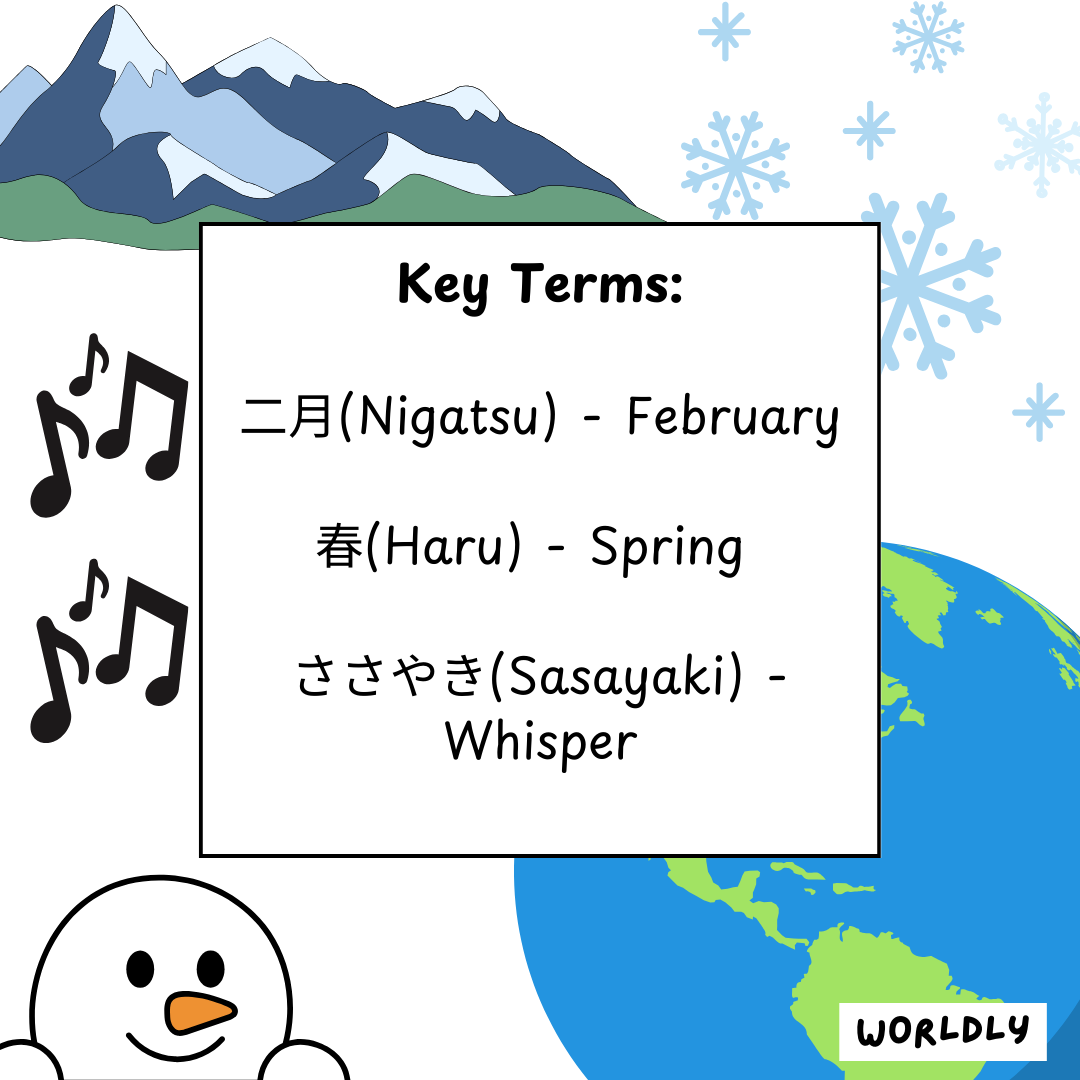 Key Terms:
二月(Nigatsu) - February
春(Haru) - Spring
ささやき(Sasayaki) -
Whisper
WORLDLY